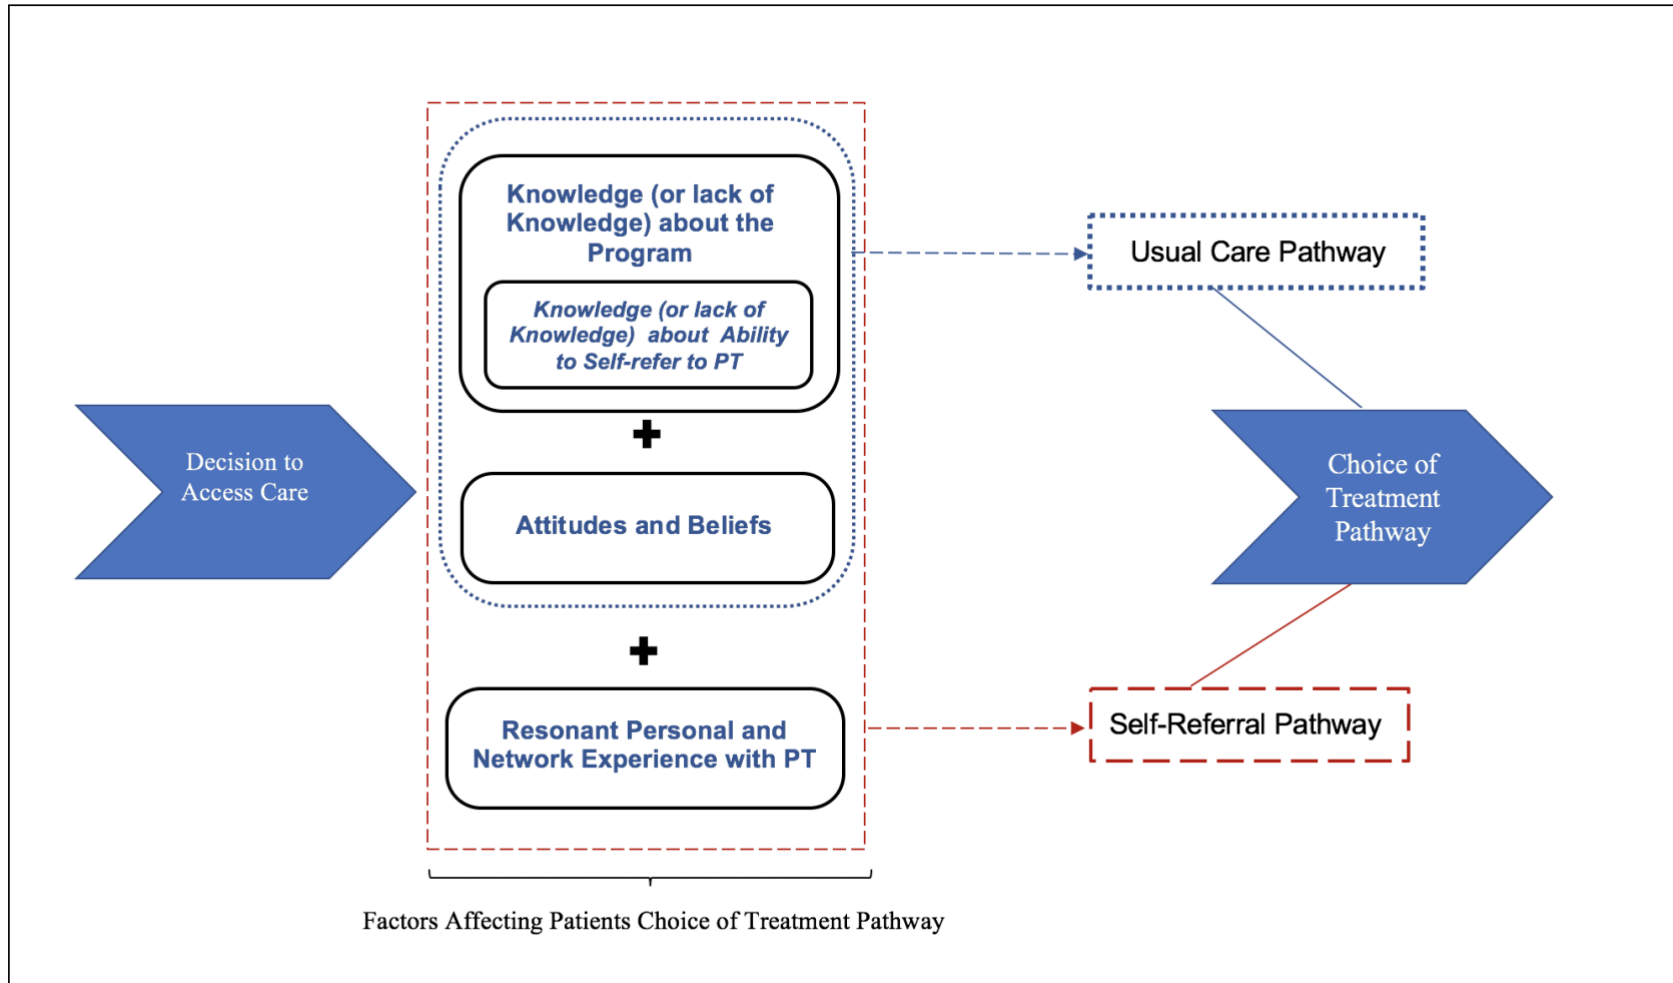 Decision to
Access Care
Knowledge (or lack of
Knowledge) about the
Program
Knowledge (or lack of
Knowledge) about Ability
to Self-refer to PT
+
Attitudes and Beliefs
+
Resonant Personal and
Network Experience with PT
Factors Affecting Patients Choice of Treatment Pathway
Usual Care Pathway
Choice of
Treatment
Pathway
Self-Referral Pathway